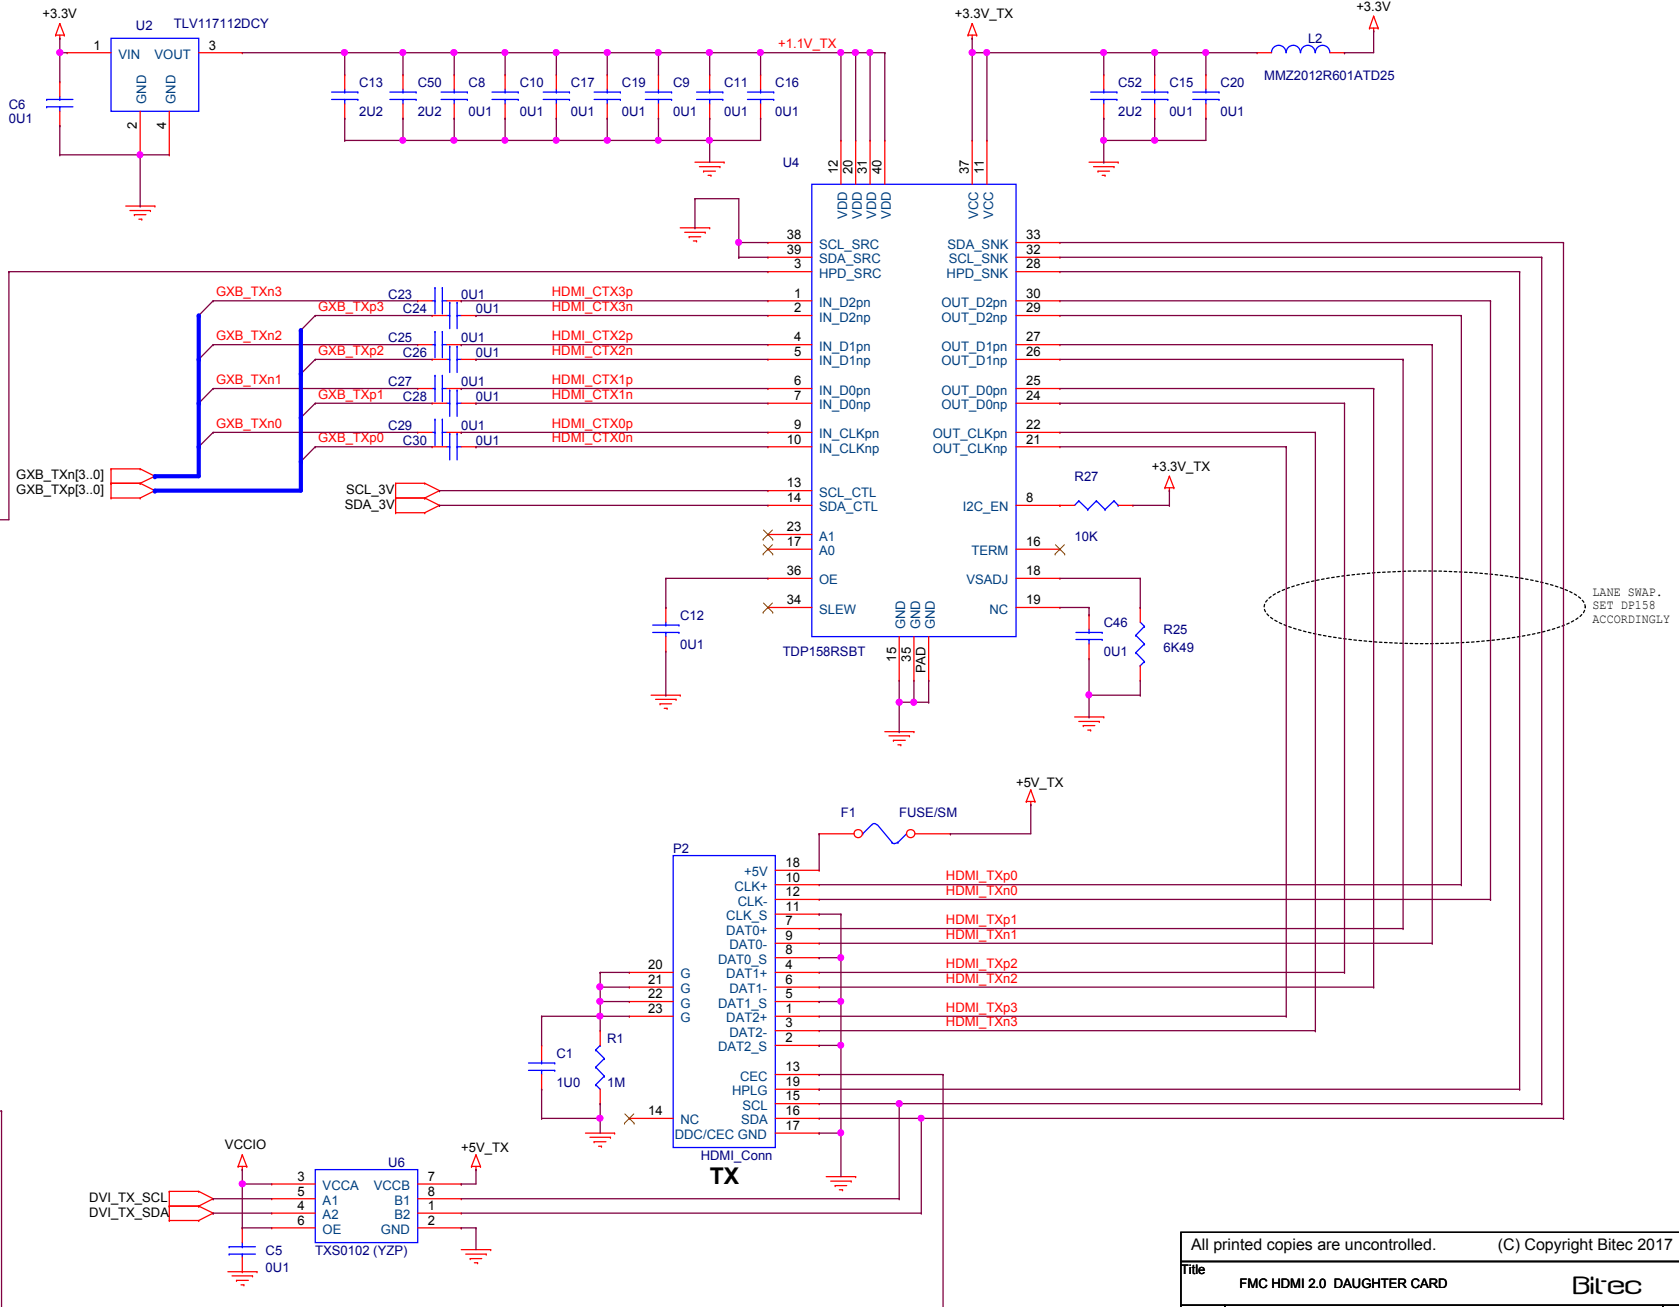 +3.3V
U2
TLV117112DCY
1
VIN
VOUT
3
GND
GND
2
4
C6
0U1
+1.1V_TX
C13
2U2
C50
2U2
C8
0U1
C10
0U1
C17
0U1
C19
0U1
C9
0U1
C11
0U1
C16
0U1
+3.3V_TX
C52
2U2
C15
0U1
C20
0U1
L2
MMZ2012R601ATD25
+3.3V
U4
12
20
31
40
37
11
VDD
VDD
VDD
VDD
VCC
VCC
38 SCL_SRC
39 SDA_SRC
3 HPD_SRC
1 IN_D2pn
2 IN_D2np
4 IN_D1pn
5 IN_D1np
6 IN_D0pn
7 IN_D0np
9 IN_CLKpn
10 IN_CLKnp
13 SCL_CTL
14 SDA_CTL
23 A1
17 A0
36 OE
34 SLEW
SDA_SNK 33
SCL_SNK 32
HPD_SNK 28
OUT_D2pn 30
OUT_D2np 29
OUT_D1pn 27
OUT_D1np 26
OUT_D0pn 25
OUT_D0np 24
OUT_CLKpn 22
OUT_CLKnp 21
I2C_EN 8
TERM 16
VSADJ 18
NC 19
GND
GND
GND
15
35
PAD
TDP158RSBT
GXB_TXn3 C23 0U1 HDMI_CTX3p
GXB_TXp3 C24 0U1 HDMI_CTX3n
GXB_TXn2 C25 0U1 HDMI_CTX2p
GXB_TXp2 C26 0U1 HDMI_CTX2n
GXB_TXn1 C27 0U1 HDMI_CTX1p
GXB_TXp1 C28 0U1 HDMI_CTX1n
GXB_TXn0 C29 0U1 HDMI_CTX0p
GXB_TXp0 C30 0U1 HDMI_CTX0n
GXB_TXn[3..0]
GXB_TXp[3..0]
SCL_3V
SDA_3V
C12
0U1
R27
10K
+3.3V_TX
C46
0U1
R25
6K49
LANE SWAP.
SET DP158
ACCORDINGLY
+5V_TX
F1
FUSE/SM
P2
+5V 18
CLK+ 10
CLK- 12
CLK_S 11
DAT0+ 7
DAT0- 9
DAT0_S 8
DAT1+ 4
DAT1- 6
DAT1_S 5
DAT2+ 1
DAT2- 3
DAT2_S 2
CEC 13
HPLG 19
SCL 15
SDA 16
DDC/CEC GND 17
20 G
21 G
22 G
23 G
14 NC
HDMI_Conn
TX
HDMI_TXp0
HDMI_TXn0
HDMI_TXp1
HDMI_TXn1
HDMI_TXp2
HDMI_TXn2
HDMI_TXp3
HDMI_TXn3
C1
1U0
R1
1M
VCCIO
U6
+5V_TX
3 VCCA VCCB 7
5 A1 B1 8
4 A2 B2 1
6 OE GND 2
TXS0102 (YZP)
DVI_TX_SCL
DVI_TX_SDA
C5
0U1
All printed copies are uncontrolled. (C) Copyright Bitec 2017
Title
FMC HDMI 2.0 DAUGHTER CARD
Bitec